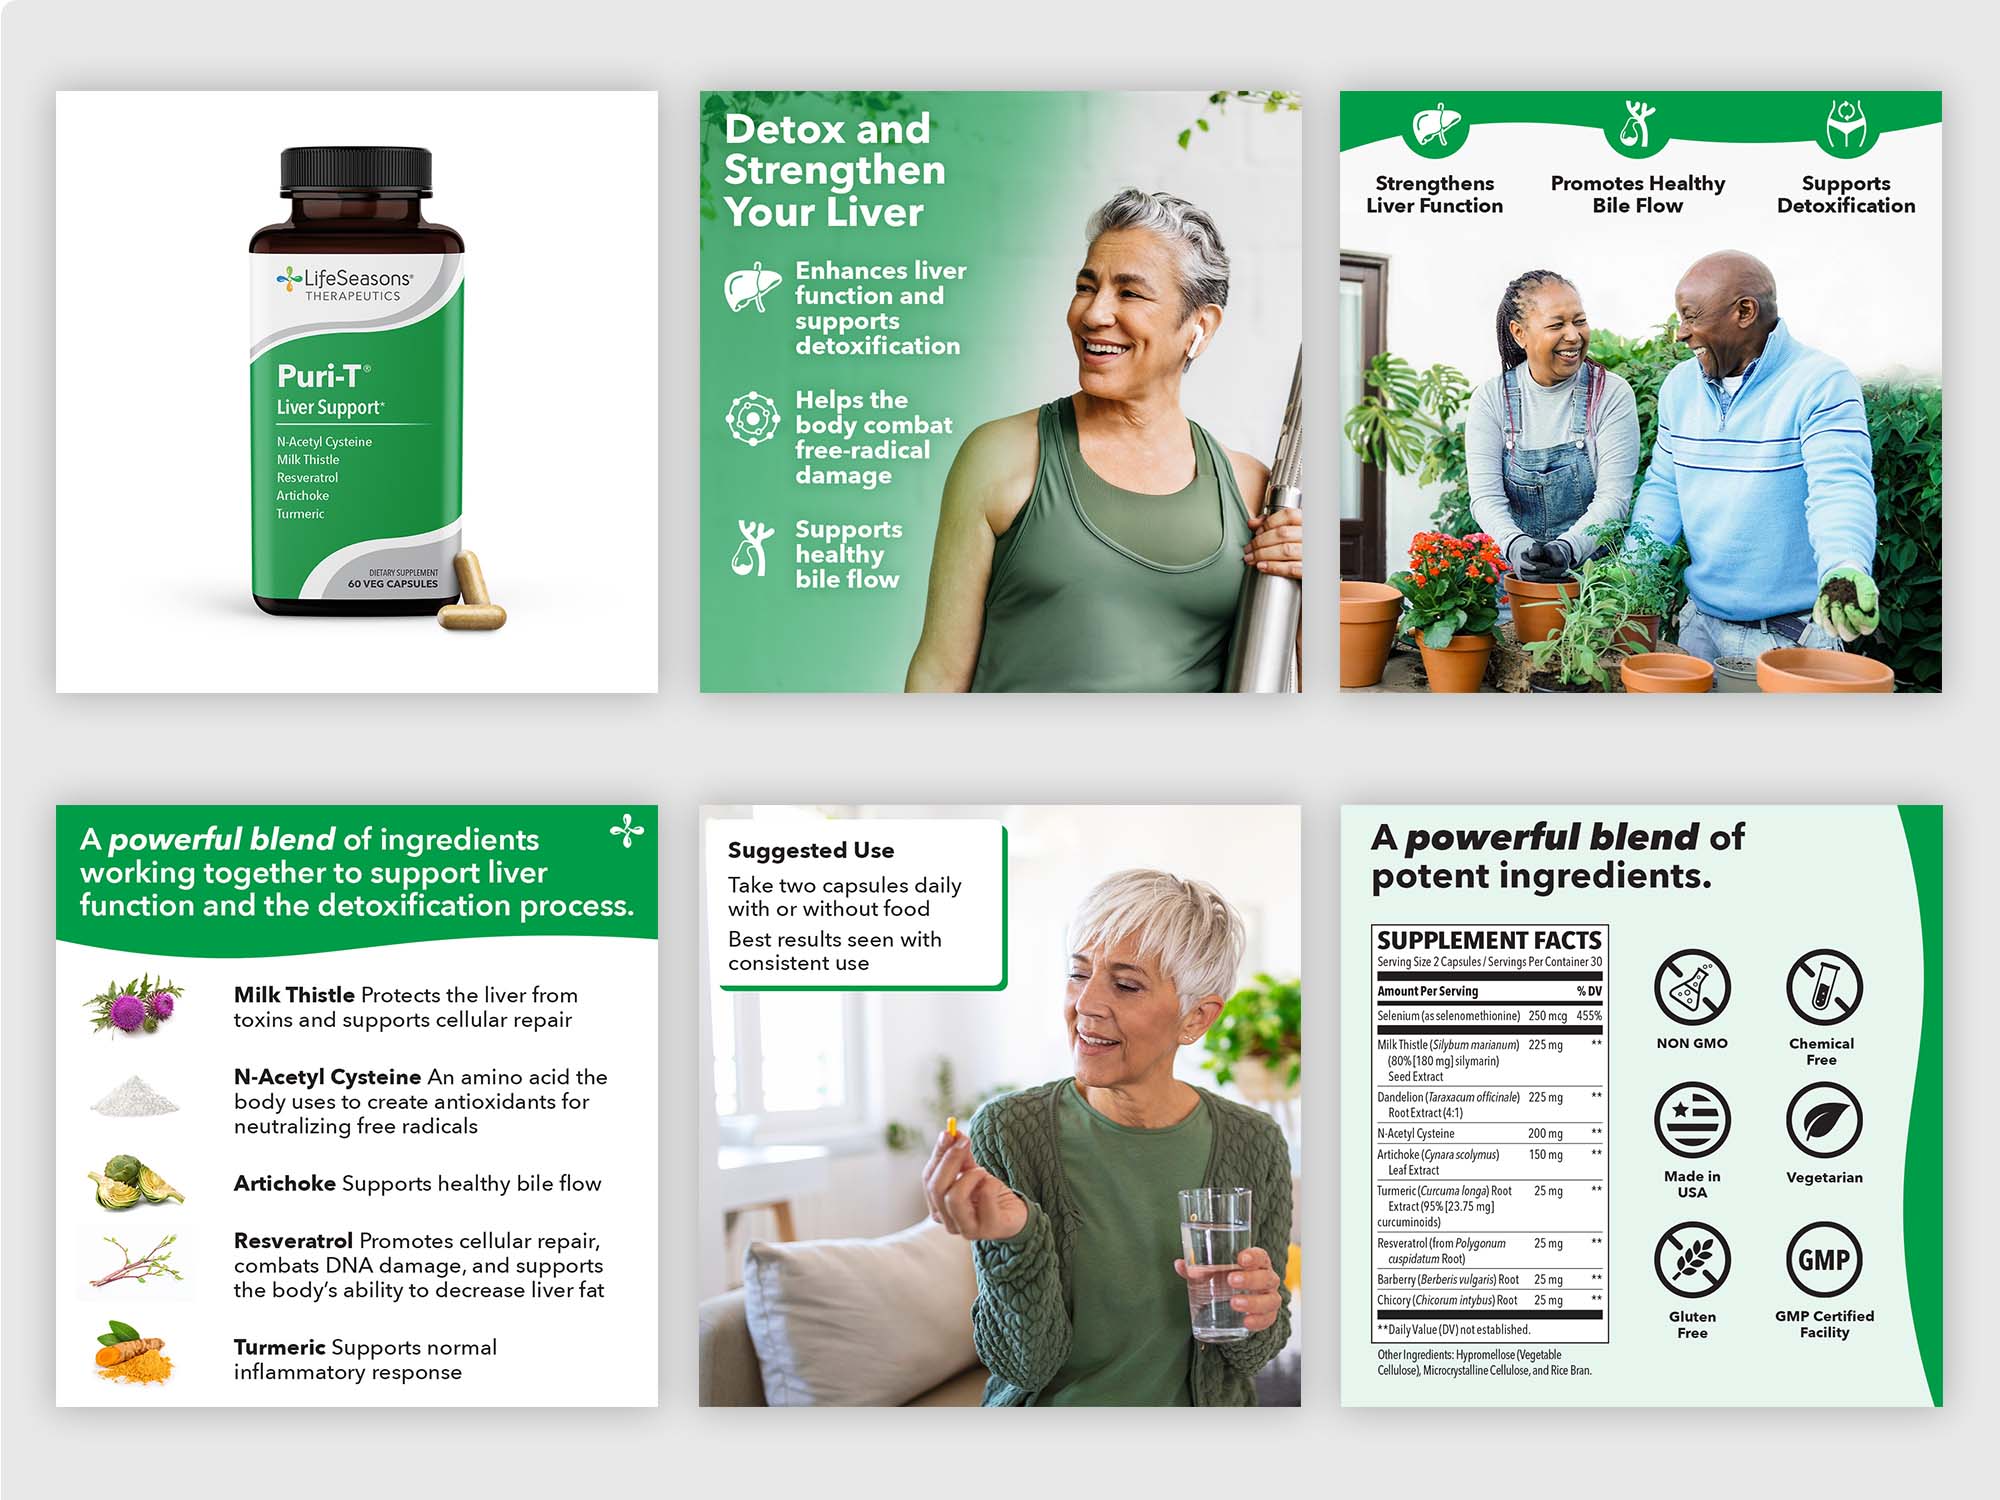 LifeSeasons®
THERAPEUTICS
Puri-T®
Liver Support*
N-Acetyl Cysteine
Milk Thistle
Resveratrol
Artichoke
Turmeric
DIETARY SUPPLEMENT
60 VEG CAPSULES
Detox and
Strengthen
Your Liver
Enhances liver
function and
supports
detoxification
Helps the
body combat
free-radical
damage
Supports
healthy
bile flow
Strengthens
Liver Function
Promotes Healthy
Bile Flow
Supports
Detoxification
A powerful blend of ingredients
working together to support liver
function and the detoxification process.
Milk Thistle Protects the liver from
toxins and supports cellular repair
N-Acetyl Cysteine An amino acid the
body uses to create antioxidants for
neutralizing free radicals
Artichoke Supports healthy bile flow
Resveratrol Promotes cellular repair,
combats DNA damage, and supports
the body's ability to decrease liver fat
Turmeric Supports normal
inflammatory response
Suggested Use
Take two capsules daily
with or without food
Best results seen with
consistent use
A powerful blend of
potent ingredients.
SUPPLEMENT FACTS
Serving Size 2 Capsules / Servings Per Container 30
Amount Per Serving % DV
Selenium (as selenomethionine) 250 mcg 455%
Milk Thistle (Silybum marianum) 225 mg **
(80% [180 mg] silymarin)
Seed Extract
Dandelion (Taraxacum officinale) 225 mg **
Root Extract (4:1)
N-Acetyl Cysteine 200 mg **
Artichoke (Cynara scolymus) 150 mg **
Leaf Extract
Turmeric (Curcuma longa) Root 25 mg **
Extract (95% [23.75 mg]
curcuminoids)
Resveratrol (from Polygonum 25 mg **
cuspidatum Root)
Barberry (Berberis vulgaris) Root 25 mg **
Chicory (Chicorum intybus) Root 25 mg **
**Daily Value (DV) not established.
Other Ingredients: Hypromellose (Vegetable
Cellulose), Microcrystalline Cellulose, and Rice Bran.
NON GMO
Chemical
Free
Made in
USA
Vegetarian
Gluten
Free
GMP
GMP Certified
Facility